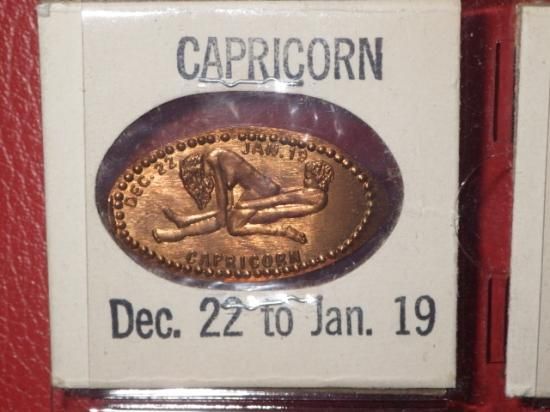 CAPRICORN
DEC. 22 JAN. 19
CAPRICORN
Dec. 22 to Jan. 19